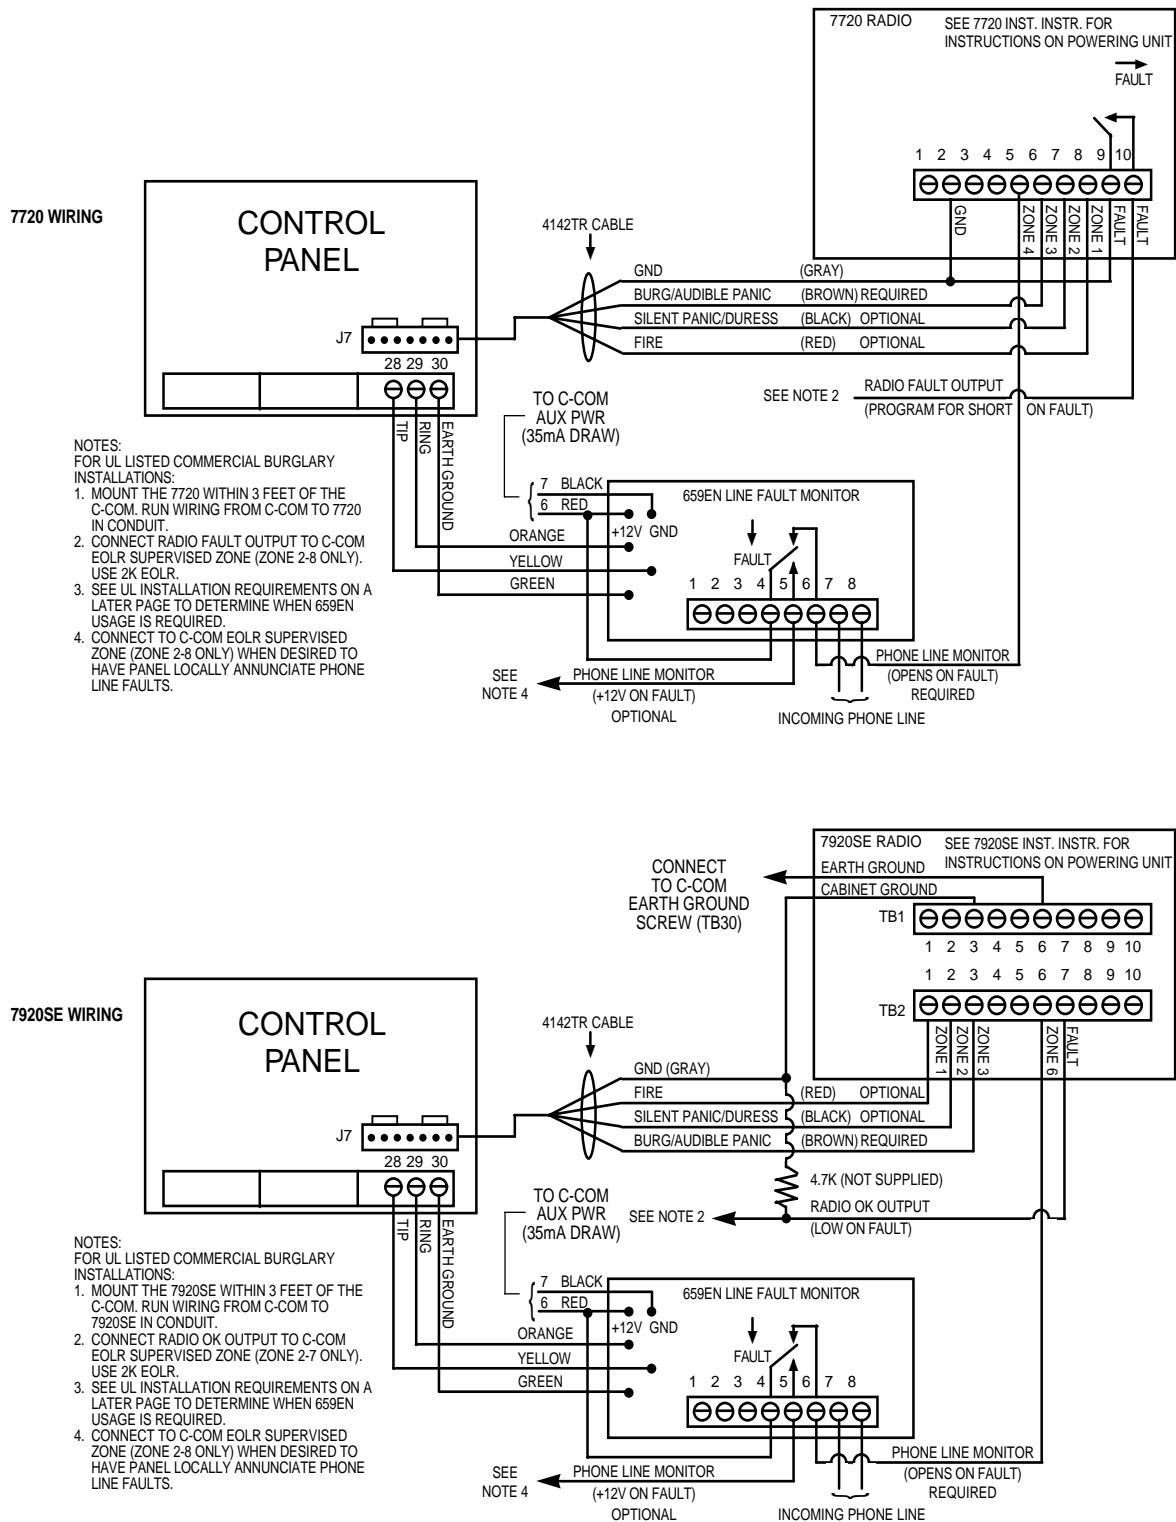 7720 RADIO
SEE 7720 INST. INSTR. FOR
INSTRUCTIONS ON POWERING UNIT
FAULT
1 2 3 4 5 6 7 8 9 10
GND
ZONE 4
ZONE 3
ZONE 2
ZONE 1
FAULT
FAULT
7720 WIRING
CONTROL
PANEL
J7
28 29 30
TIP
RING
EARTH GROUND
4142TR CABLE
GND (GRAY)
BURG/AUDIBLE PANIC (BROWN) REQUIRED
SILENT PANIC/DURESS (BLACK) OPTIONAL
FIRE (RED) OPTIONAL
SEE NOTE 2
RADIO FAULT OUTPUT
(PROGRAM FOR SHORT ON FAULT)
TO C-COM
AUX PWR
(35mA DRAW)
7 BLACK
6 RED
ORANGE
YELLOW
GREEN
659EN LINE FAULT MONITOR
+12V GND
FAULT
1 2 3 4 5 6 7 8
SEE
NOTE 4
PHONE LINE MONITOR
(+12V ON FAULT)
OPTIONAL
PHONE LINE MONITOR
(OPENS ON FAULT)
REQUIRED
INCOMING PHONE LINE
NOTES:
FOR UL LISTED COMMERCIAL BURGLARY
INSTALLATIONS:
1. MOUNT THE 7720 WITHIN 3 FEET OF THE
C-COM. RUN WIRING FROM C-COM TO 7720
IN CONDUIT.
2. CONNECT RADIO FAULT OUTPUT TO C-COM
EOLR SUPERVISED ZONE (ZONE 2-8 ONLY).
USE 2K EOLR.
3. SEE UL INSTALLATION REQUIREMENTS ON A
LATER PAGE TO DETERMINE WHEN 659EN
USAGE IS REQUIRED.
4. CONNECT TO C-COM EOLR SUPERVISED
ZONE (ZONE 2-8 ONLY) WHEN DESIRED TO
HAVE PANEL LOCALLY ANNUNCIATE PHONE
LINE FAULTS.
7920SE RADIO
SEE 7920SE INST. INSTR. FOR
INSTRUCTIONS ON POWERING UNIT
EARTH GROUND
CABINET GROUND
CONNECT
TO C-COM
EARTH GROUND
SCREW (TB30)
TB1
1 2 3 4 5 6 7 8 9 10
1 2 3 4 5 6 7 8 9 10
TB2
ZONE 1
ZONE 2
ZONE 3
ZONE 6
FAULT
7920SE WIRING
CONTROL
PANEL
J7
28 29 30
TIP
RING
EARTH GROUND
4142TR CABLE
GND (GRAY)
FIRE (RED) OPTIONAL
SILENT PANIC/DURESS (BLACK) OPTIONAL
BURG/AUDIBLE PANIC (BROWN) REQUIRED
4.7K (NOT SUPPLIED)
SEE NOTE 2
RADIO OK OUTPUT
(LOW ON FAULT)
TO C-COM
AUX PWR
(35mA DRAW)
7 BLACK
6 RED
ORANGE
YELLOW
GREEN
659EN LINE FAULT MONITOR
+12V GND
FAULT
1 2 3 4 5 6 7 8
SEE
NOTE 4
PHONE LINE MONITOR
(+12V ON FAULT)
OPTIONAL
PHONE LINE MONITOR
(OPENS ON FAULT)
REQUIRED
INCOMING PHONE LINE
NOTES:
FOR UL LISTED COMMERCIAL BURGLARY
INSTALLATIONS:
1. MOUNT THE 7920SE WITHIN 3 FEET OF THE
C-COM. RUN WIRING FROM C-COM TO
7920SE IN CONDUIT.
2. CONNECT RADIO OK OUTPUT TO C-COM
EOLR SUPERVISED ZONE (ZONE 2-7 ONLY).
USE 2K EOLR.
3. SEE UL INSTALLATION REQUIREMENTS ON A
LATER PAGE TO DETERMINE WHEN 659EN
USAGE IS REQUIRED.
4. CONNECT TO C-COM EOLR SUPERVISED
ZONE (ZONE 2-8 ONLY) WHEN DESIRED TO
HAVE PANEL LOCALLY ANNUNCIATE PHONE
LINE FAULTS.